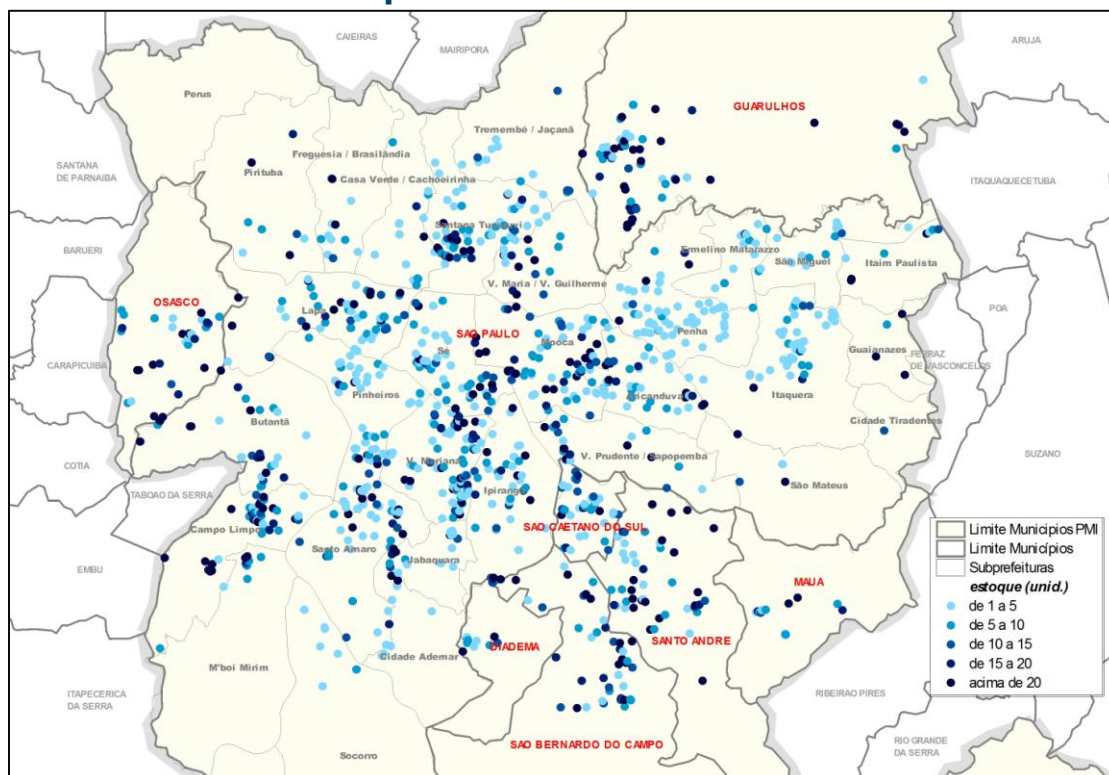 CAIEIRAS
MAIRIPORA
ARUJA
Perus
GUARULHOS
Tremembé / Jaçanã
Freguesia / Brasilândia
SANTANA
DE PARNAIBA
Pirituba
Casa Verde / Cachoeirinha
ITAQUAQUECETUBA
Santana Tucuruvi
BARUERI
Ermelino Matarazzo
São Miguel
Itaim Paulista
V. Maria / V. Guilherme
OSASCO
Lapa
SAO PAULO
POA
Penha
Mooca
Sé
Guaianazes
CARAPICUIBA
FERRAZ
DE VASCONCELOS
Pinheiros
Aricanduva
Itaquera
Butantã
Cidade Tiradentes
COTIA
V. Mariana
V. Prudente / Sapopemba
SUZANO
São Mateus
TABOAO DA SERRA
Ipiranga
Campo Limpo
SAO CAETANO DO SUL
Santo Amaro
Jabaquara
EMBU
MAUA
Limite Municipios PMI
Limite Municípios
Subprefeituras
estoque (unid.)
de 1 a 5
de 5 a 10
de 10 a 15
de 15 a 20
acima de 20
DIADEMA
SANTO ANDRE
Cidade Ademar
M'boi Mirim
ITAPECERICA
DA SERRA
RIBEIRAO PIRES
SAO BERNARDO DO CAMPO
RIO GRANDE
DA SERRA
Socorro